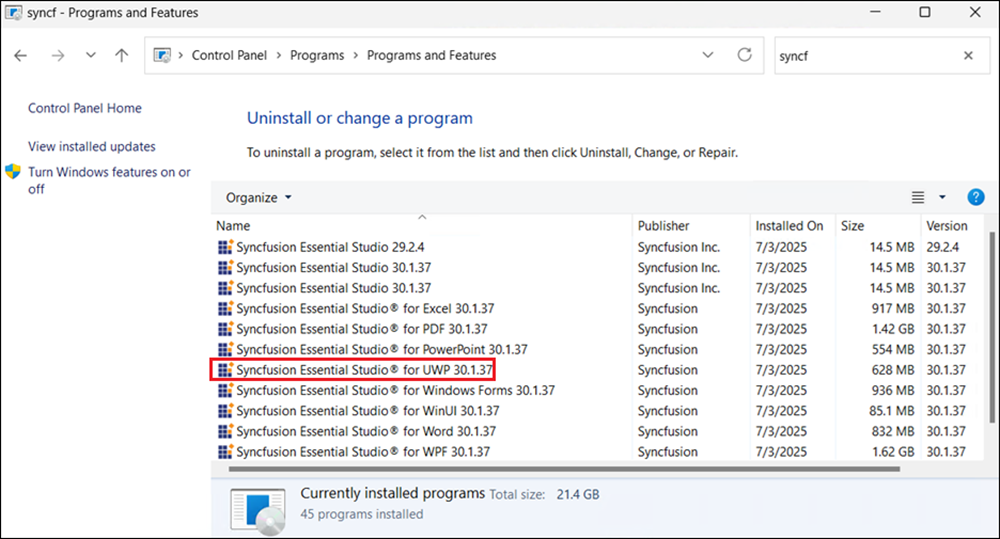 syncf - Programs and Features
Control Panel > Programs > Programs and Features
syncf
Control Panel Home
View installed updates
Turn Windows features on or
off
Uninstall or change a program
To uninstall a program, select it from the list and then click Uninstall, Change, or Repair.
Organize
?
Name Publisher Installed On Size Version
Syncfusion Essential Studio 29.2.4 Syncfusion Inc. 7/3/2025 14.5 MB 29.2.4
Syncfusion Essential Studio 30.1.37 Syncfusion Inc. 7/3/2025 14.5 MB 30.1.37
Syncfusion Essential Studio 30.1.37 Syncfusion Inc. 7/3/2025 14.5 MB 30.1.37
Syncfusion Essential Studio® for Excel 30.1.37 Syncfusion 7/3/2025 917 MB 30.1.37
Syncfusion Essential Studio® for PDF 30.1.37 Syncfusion 7/3/2025 1.42 GB 30.1.37
Syncfusion Essential Studio® for PowerPoint 30.1.37 Syncfusion 7/3/2025 554 MB 30.1.37
Syncfusion Essential Studio® for UWP 30.1.37 Syncfusion 7/3/2025 628 MB 30.1.37
Syncfusion Essential Studio® for Windows Forms 30.1.37 Syncfusion 7/3/2025 936 MB 30.1.37
Syncfusion Essential Studio® for WinUI 30.1.37 Syncfusion 7/3/2025 85.1 MB 30.1.37
Syncfusion Essential Studio® for Word 30.1.37 Syncfusion 7/3/2025 832 MB 30.1.37
Syncfusion Essential Studio® for WPF 30.1.37 Syncfusion 7/3/2025 1.62 GB 30.1.37
Currently installed programs Total size: 21.4 GB
45 programs installed